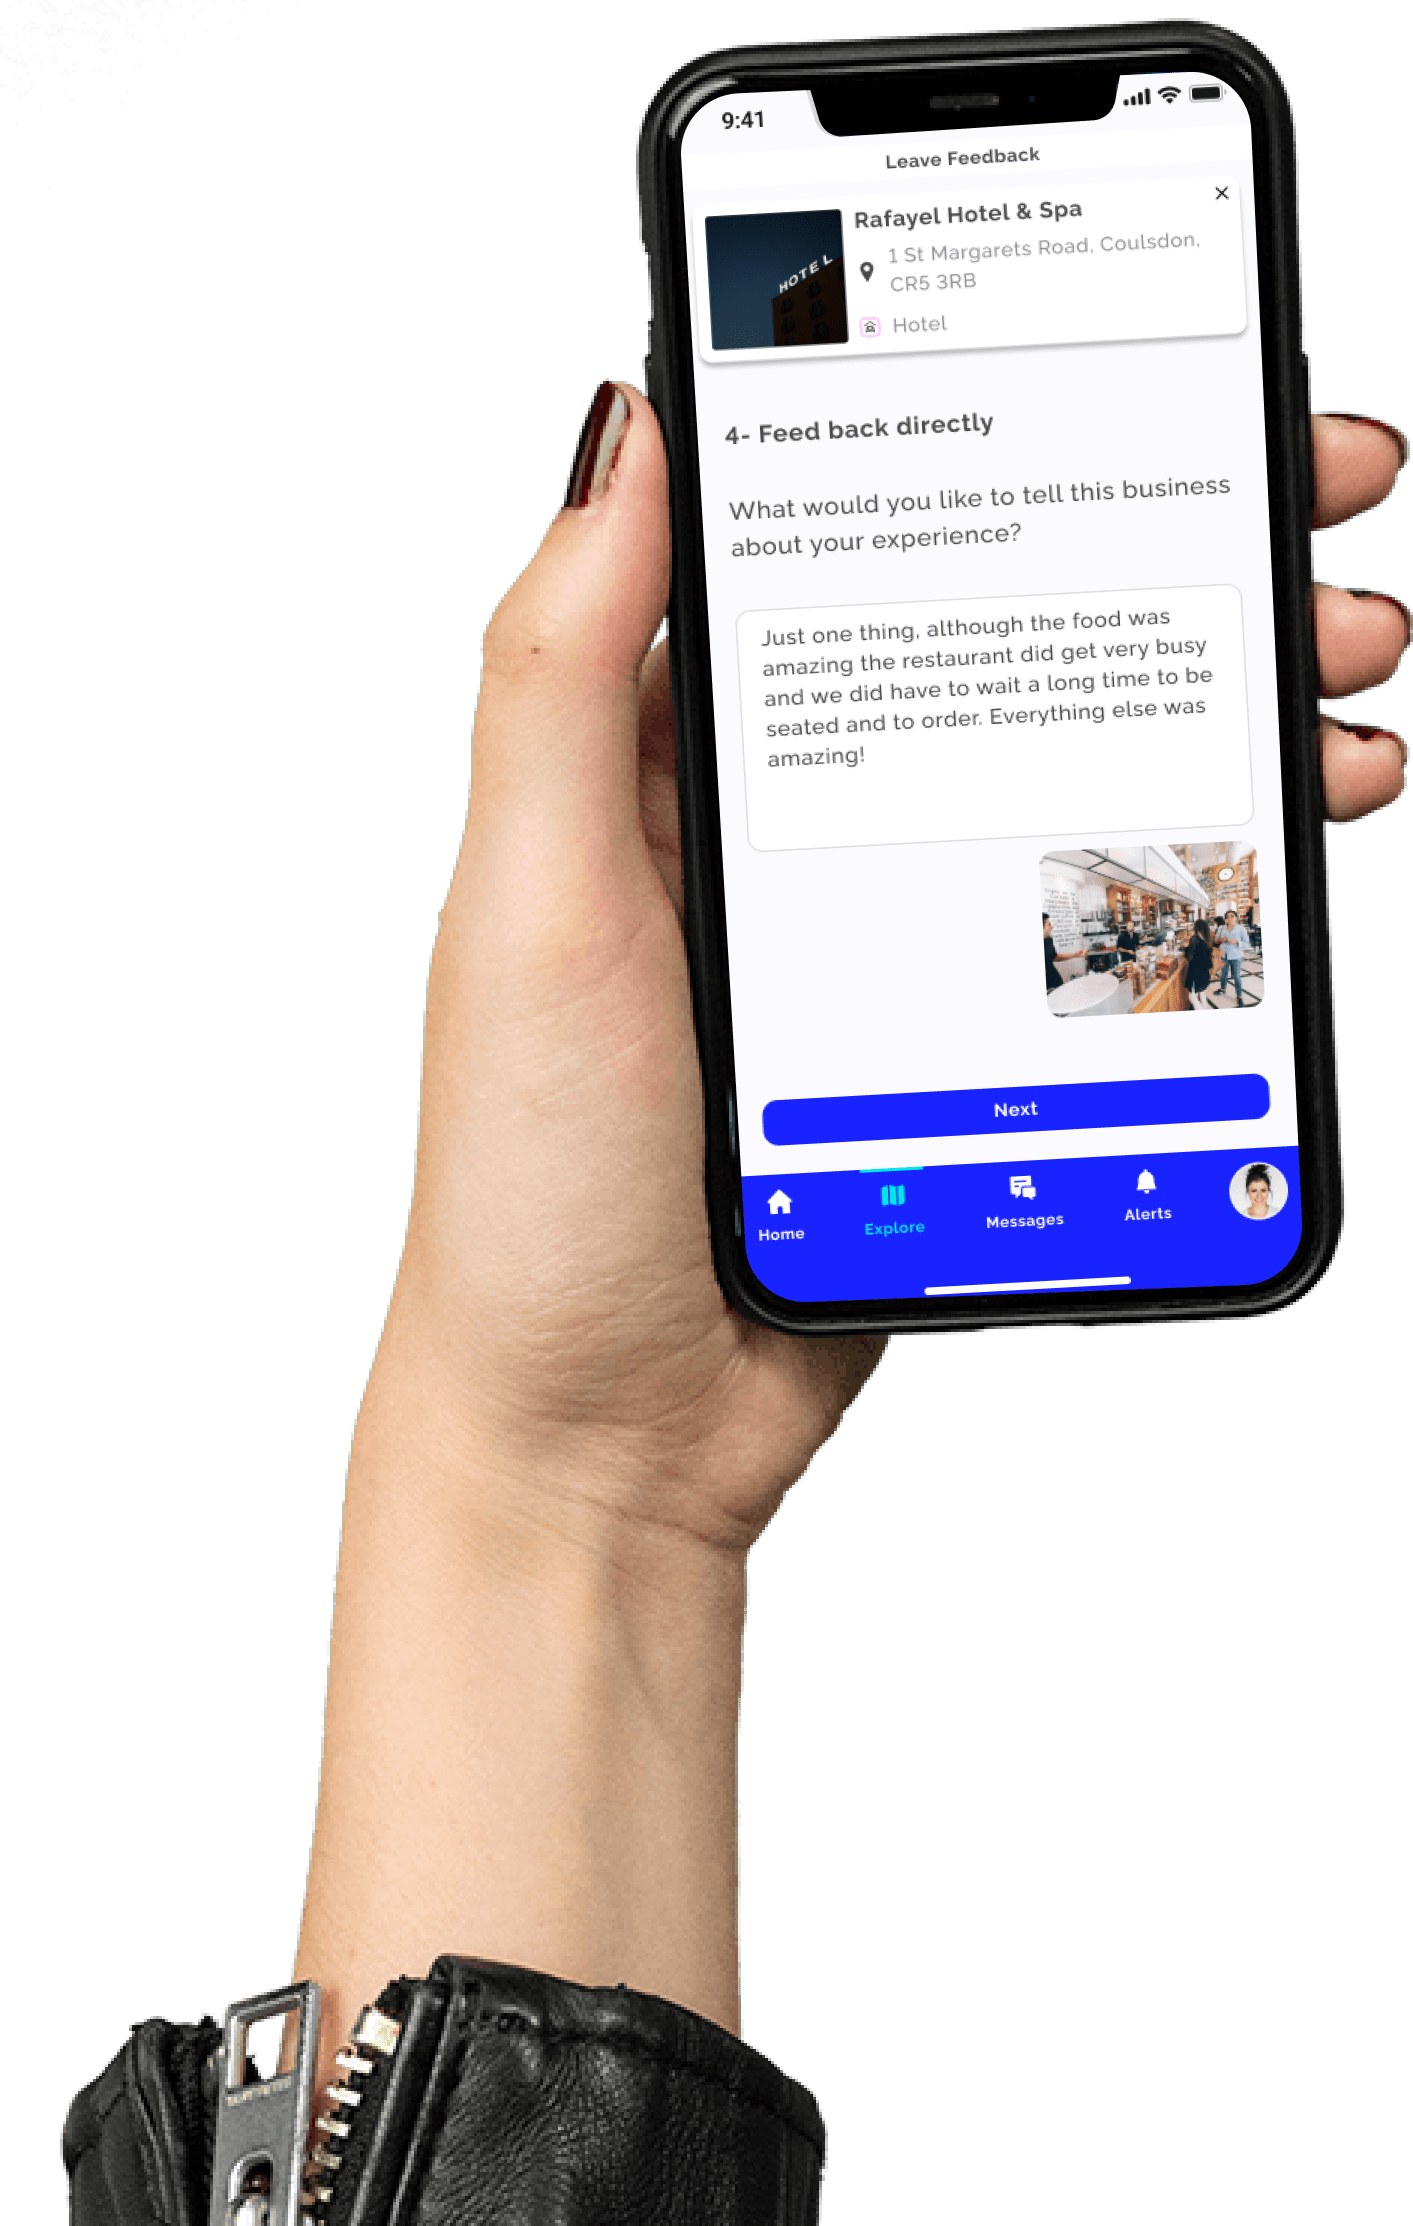 9:41
Leave Feedback
Rafayel Hotel & Spa
1 St Margarets Road, Coulsdon,
CR5 3RB
Hotel
HOTEL
4- Feed back directly
What would you like to tell this business
about your experience?
Just one thing, although the food was
amazing the restaurant did get very busy
and we did have to wait a long time to be
seated and to order. Everything else was
amazing!
Next
Home
Explore
Messages
Alerts